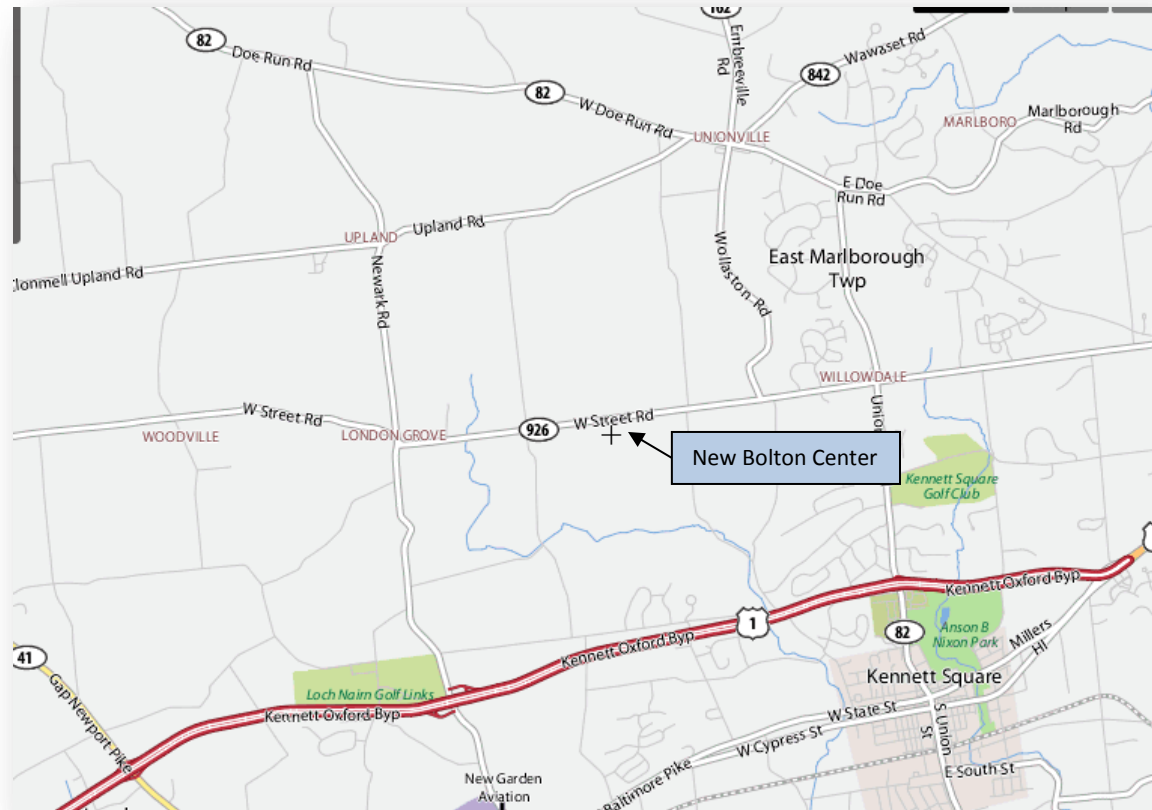 162
82
Doe Run Rd
Embreeville
Rd
Wawaset Rd
842
82
W Doe Run Rd
UNIONVILLE
MARLBORO
Marlborough
Rd
E Doe
Run Rd
UPLAND
Upland Rd
Clonmell Upland Rd
Newark Rd
Wollaston Rd
East Marlborough
Twp
WILLOWDALE
W Street Rd
WOODVILLE
LONDON GROVE
926
W Street Rd
Union
New Bolton Center
Kennett Square
Golf Club
Kennett Oxford Byp
1
82
Anson B
Nixon Park
Millers
Hl
Kennett Oxford Byp
41
Gap Newport Pike
Loch Nairn Golf Links
Kennett Oxford Byp
Kennett Square
W State St
W Cypress St
S Union
St
Baltimore Pike
E South St
New Garden
Aviation